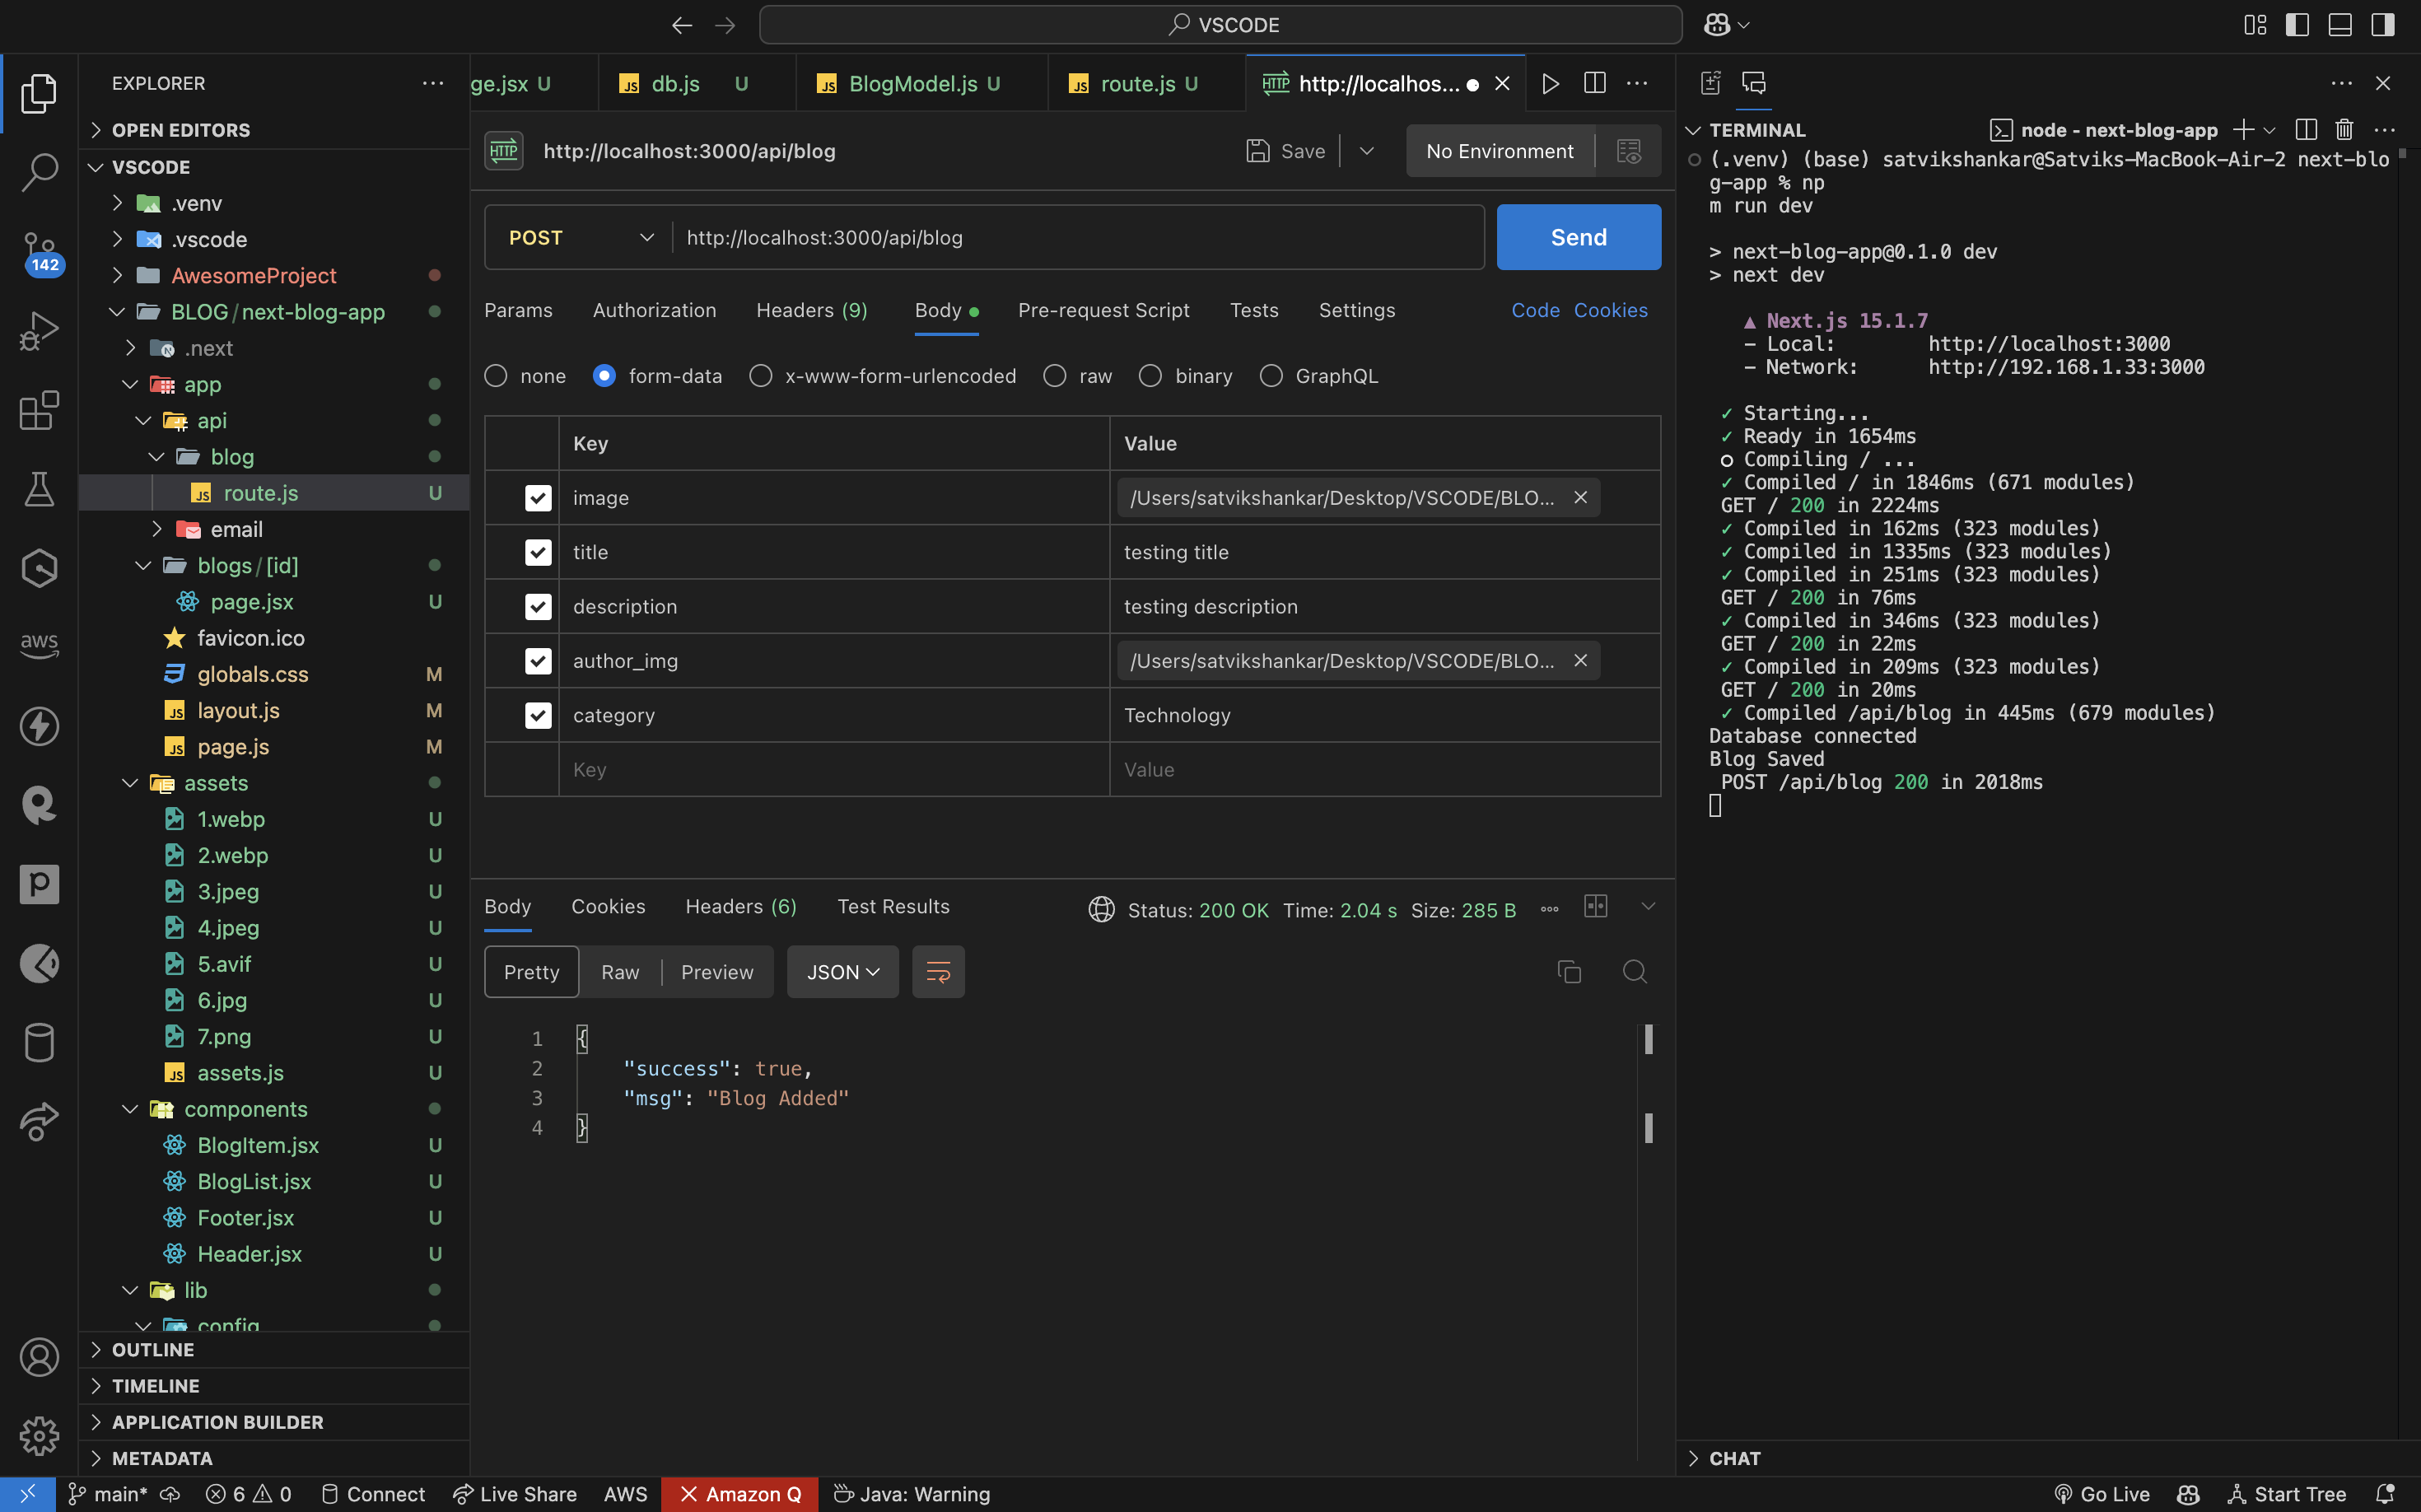 VSCODE
EXPLORER
OPEN EDITORS
VSCODE
.venv
.vscode
AwesomeProject
BLOG/next-blog-app
.next
app
api
blog
route.js U
email
blogs/[id]
page.jsx U
favicon.ico
globals.css M
layout.js M
page.js M
assets
1.webp U
2.webp U
3.jpeg U
4.jpeg U
5.avif U
6.jpg U
7.png U
assets.js U
components
BlogItem.jsx U
BlogList.jsx U
Footer.jsx U
Header.jsx U
lib
config
OUTLINE
TIMELINE
APPLICATION BUILDER
METADATA
142
aws
ge.jsx U
JS db.js U
JS BlogModel.js U
JS route.js U
HTTP http://localhos...
HTTP http://localhost:3000/api/blog
Save
No Environment
POST http://localhost:3000/api/blog
Send
Params Authorization Headers (9) Body Pre-request Script Tests Settings Code Cookies
none form-data x-www-form-urlencoded raw binary GraphQL
Key Value
image /Users/satvikshankar/Desktop/VSCODE/BLO...
title testing title
description testing description
author_img /Users/satvikshankar/Desktop/VSCODE/BLO...
category Technology
Key Value
Body Cookies Headers (6) Test Results Status: 200 OK Time: 2.04 s Size: 285 B
Pretty Raw Preview JSON
1 {
2 "success": true,
3 "msg": "Blog Added"
4 }
TERMINAL node - next-blog-app
(.venv) (base) satvikshankar@Satviks-MacBook-Air-2 next-blo
g-app % np
m run dev
> next-blog-app@0.1.0 dev
> next dev
▲ Next.js 15.1.7
- Local: http://localhost:3000
- Network: http://192.168.1.33:3000
✓ Starting...
✓ Ready in 1654ms
○ Compiling / ...
✓ Compiled / in 1846ms (671 modules)
GET / 200 in 2224ms
✓ Compiled in 162ms (323 modules)
✓ Compiled in 1335ms (323 modules)
✓ Compiled in 251ms (323 modules)
GET / 200 in 76ms
✓ Compiled in 346ms (323 modules)
GET / 200 in 22ms
✓ Compiled in 209ms (323 modules)
GET / 200 in 20ms
✓ Compiled /api/blog in 445ms (679 modules)
Database connected
Blog Saved
POST /api/blog 200 in 2018ms
CHAT
main* 6 0 Connect Live Share AWS Amazon Q Java: Warning Go Live Start Tree